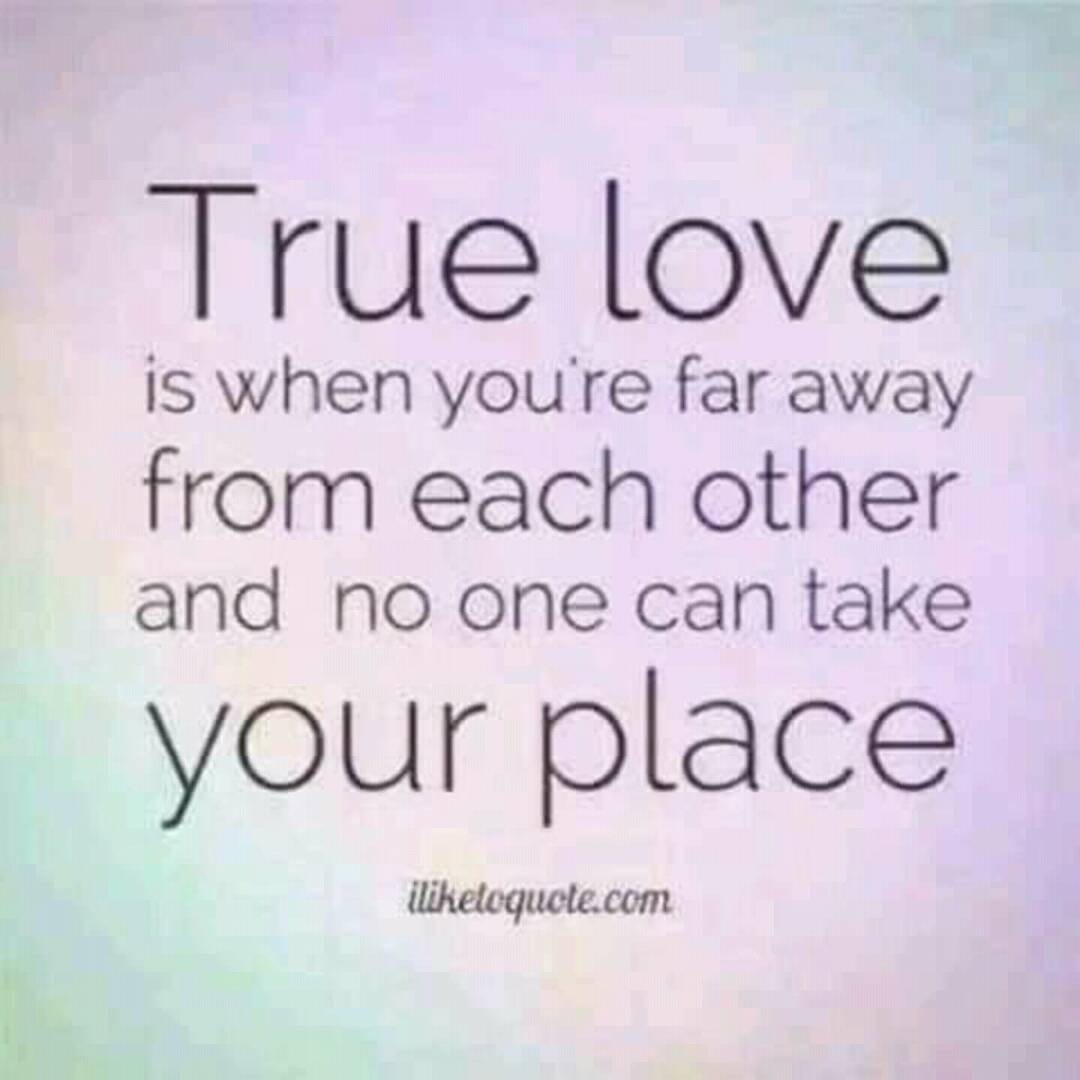 True love
is when you're far away
from each other
and no one can take
your place
iliketoquote.com